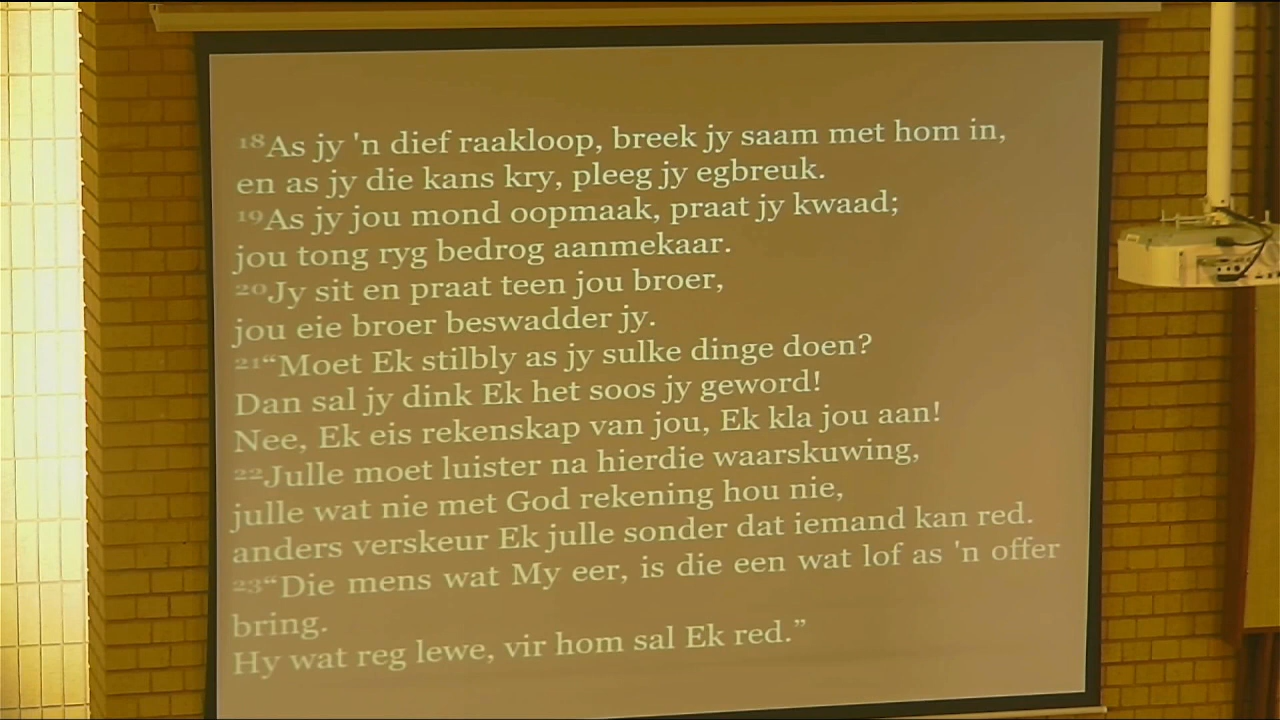 ¹⁸As jy 'n dief raakloop, breek jy saam met hom in,
en as jy die kans kry, pleeg jy egbreuk.
¹⁹As jy jou mond oopmaak, praat jy kwaad;
jou tong ryg bedrog aanmekaar.
²⁰Jy sit en praat teen jou broer,
jou eie broer beswadder jy.
²¹“Moet Ek stilbly as jy sulke dinge doen?
Dan sal jy dink Ek het soos jy geword!
Nee, Ek eis rekenskap van jou, Ek kla jou aan!
²²Julle moet luister na hierdie waarskuwing,
julle wat nie met God rekening hou nie,
anders verskeur Ek julle sonder dat iemand kan red.
²³“Die mens wat My eer, is die een wat lof as 'n offer
bring.
Hy wat reg lewe, vir hom sal Ek red.”